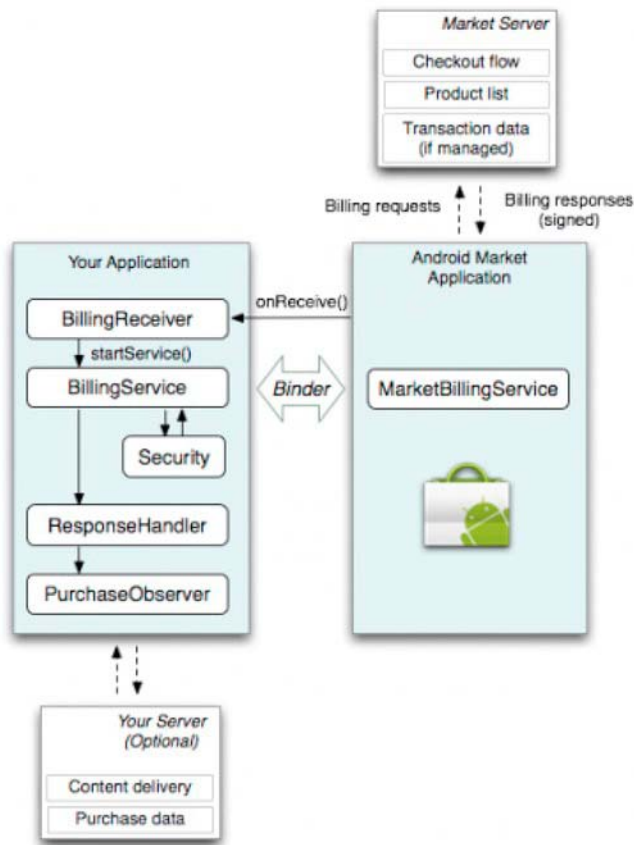 Market Server
Checkout flow
Product list
Transaction data
(if managed)
Billing requests
Billing responses
(signed)
Your Application
Android Market
Application
onReceive()
BillingReceiver
startService()
BillingService
Binder
MarketBillingService
Security
ResponseHandler
PurchaseObserver
Your Server
(Optional)
Content delivery
Purchase data